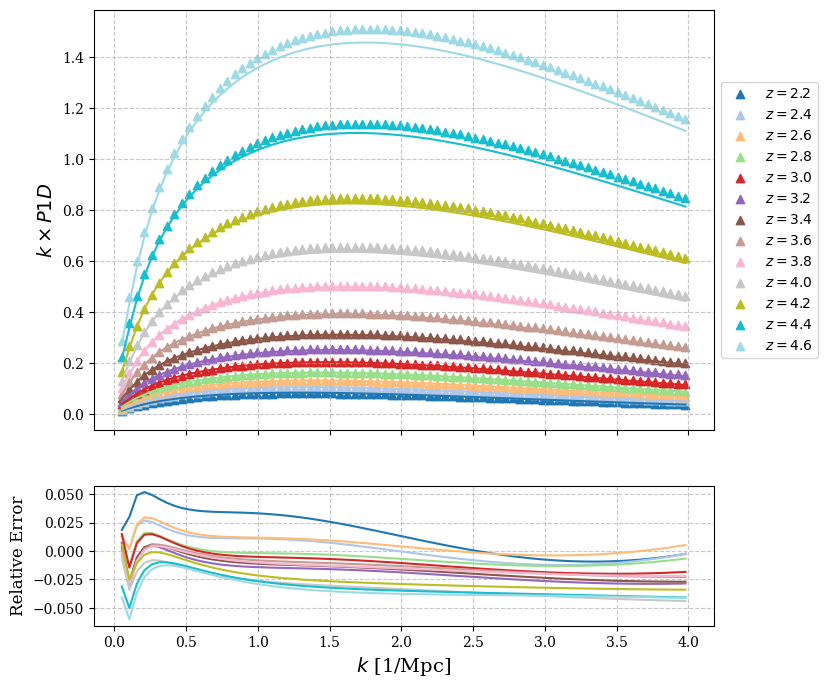 k × P1D
1.4
1.2
1.0
0.8
0.6
0.4
0.2
0.0
z = 2.2
z = 2.4
z = 2.6
z = 2.8
z = 3.0
z = 3.2
z = 3.4
z = 3.6
z = 3.8
z = 4.0
z = 4.2
z = 4.4
z = 4.6
Relative Error
0.050
0.025
0.000
−0.025
−0.050
0.0 0.5 1.0 1.5 2.0 2.5 3.0 3.5 4.0
k [1/Mpc]